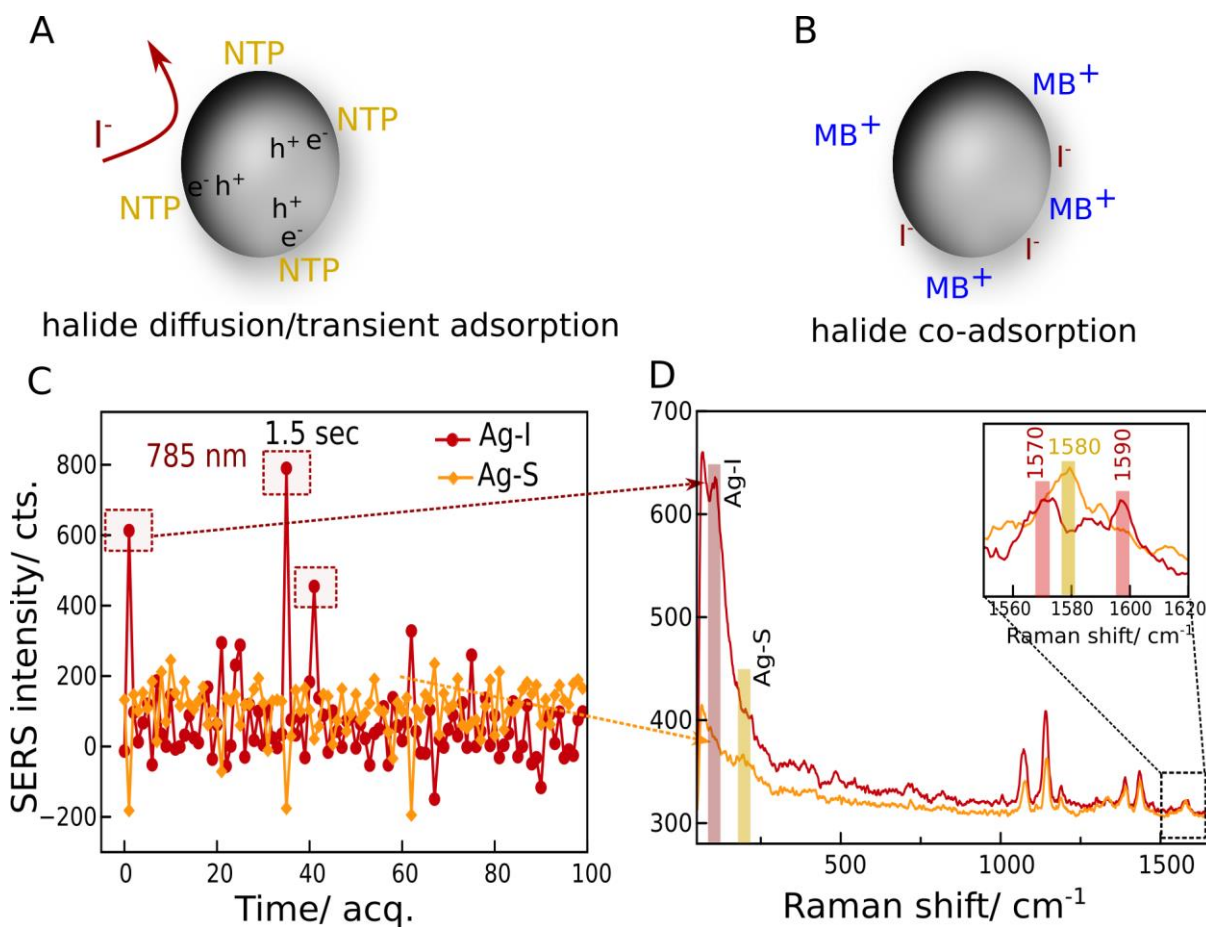 A
NTP
I⁻
NTP
h⁺ e⁻
e⁻ h⁺
NTP
h⁺
e⁻
NTP
halide diffusion/transient adsorption
B
MB⁺
MB⁺
I⁻
MB⁺
I⁻
I⁻
MB⁺
halide co-adsorption
C
785 nm
1.5 sec
Ag-I
Ag-S
800
600
400
200
0
−200
0
20
40
60
80
100
Time/ acq.
SERS intensity/ cts.
D
700
600
500
400
300
Ag-I
Ag-S
1570
1580
1590
1560
1580
1600
1620
Raman shift/ cm⁻¹
500
1000
1500
Raman shift/ cm⁻¹